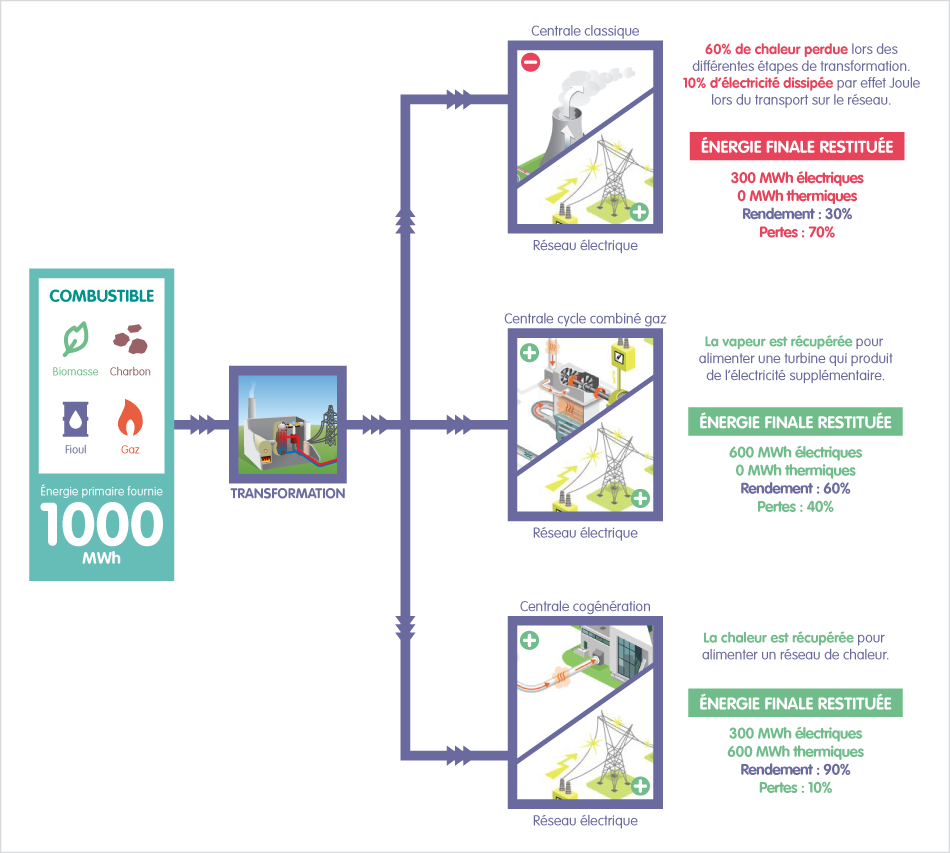 COMBUSTIBLE
Biomasse
Charbon
Fioul
Gaz
Énergie primaire fournie
1000
MWh
TRANSFORMATION
Centrale classique
Réseau électrique
60% de chaleur perdue lors des
différentes étapes de transformation.
10% d'électricité dissipée par effet Joule
lors du transport sur le réseau.
ÉNERGIE FINALE RESTITUÉE
300 MWh électriques
0 MWh thermiques
Rendement : 30%
Pertes : 70%
Centrale cycle combiné gaz
Réseau électrique
La vapeur est récupérée pour
alimenter une turbine qui produit
de l'électricité supplémentaire.
ÉNERGIE FINALE RESTITUÉE
600 MWh électriques
0 MWh thermiques
Rendement : 60%
Pertes : 40%
Centrale cogénération
Réseau électrique
La chaleur est récupérée pour
alimenter un réseau de chaleur.
ÉNERGIE FINALE RESTITUÉE
300 MWh électriques
600 MWh thermiques
Rendement : 90%
Pertes : 10%